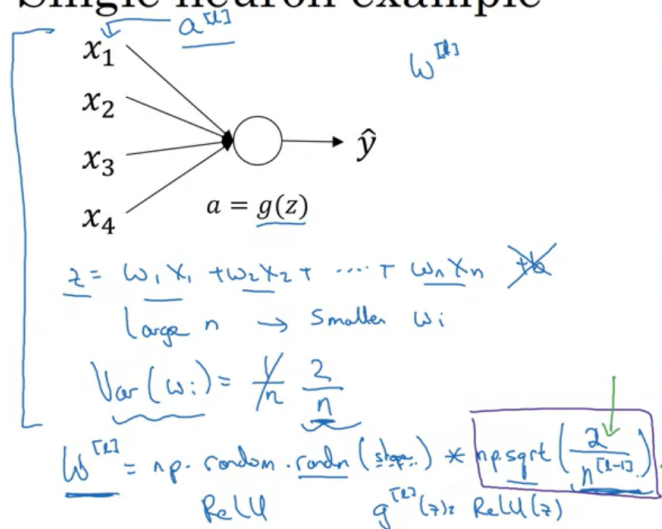 Single neuron example
a^[l]
x₁
w^[l]
x₂
x₃
ŷ
x₄
a = g(z)
z = w₁x₁ + w₂x₂ + .... + wₙxₙ +b
Large n → Smaller wᵢ
Var(wᵢ) = 1/n 2/n
w^[l] = np.random.randn(shape..) * np.sqrt(2/n^[l-1])
ReLU g^[l](z) = ReLU(z)